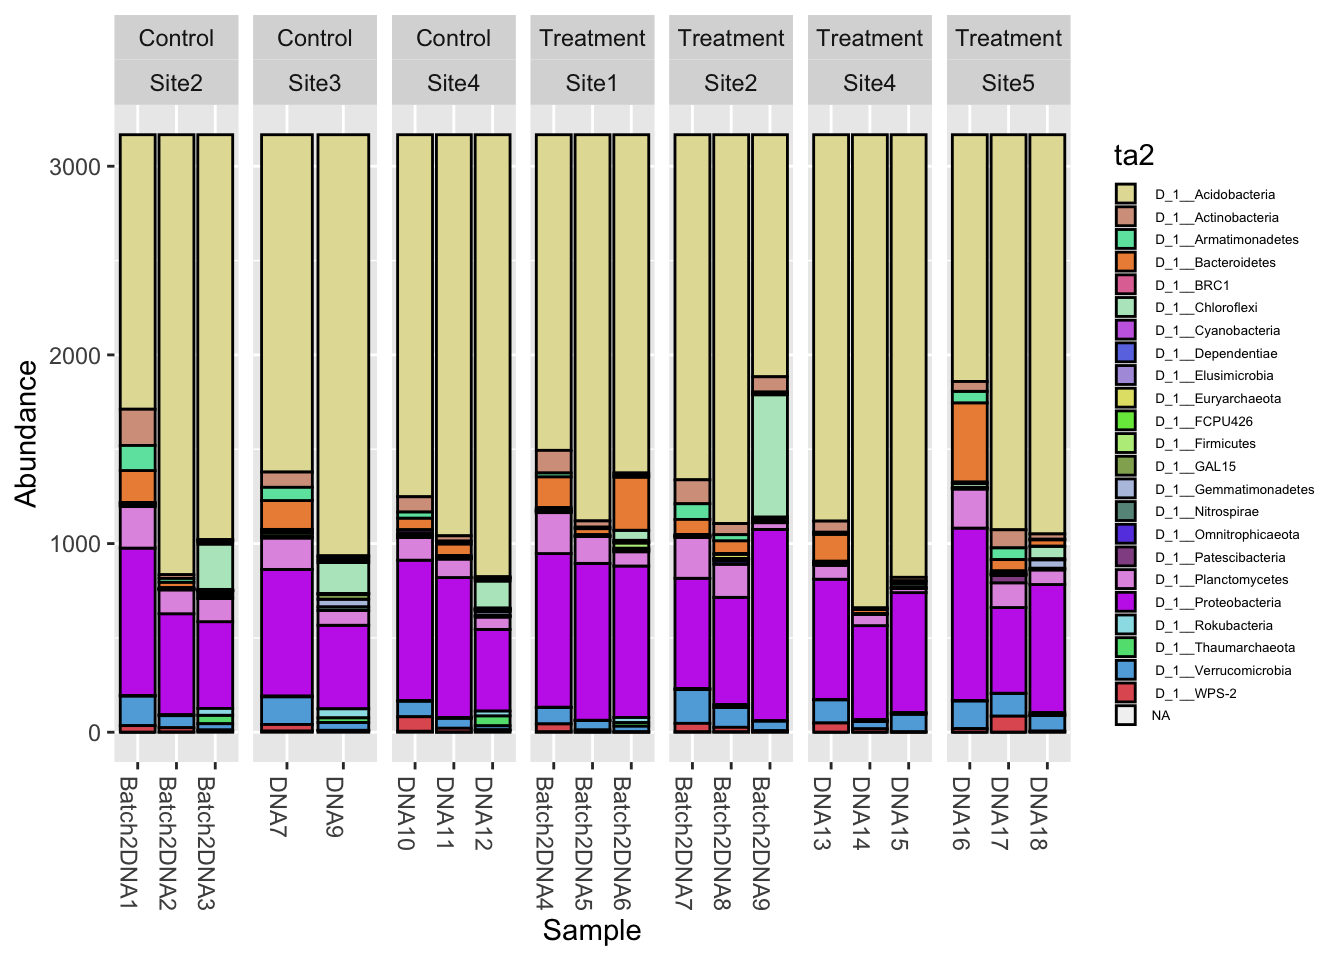 Control Control Control Treatment Treatment Treatment Treatment
Site2 Site3 Site4 Site1 Site2 Site4 Site5
3000
2000
1000
0
Abundance
Batch2DNA1
Batch2DNA2
Batch2DNA3
DNA7
DNA9
DNA10
DNA11
DNA12
Batch2DNA4
Batch2DNA5
Batch2DNA6
Batch2DNA7
Batch2DNA8
Batch2DNA9
DNA13
DNA14
DNA15
DNA16
DNA17
DNA18
Sample
ta2
D_1__Acidobacteria
D_1__Actinobacteria
D_1__Armatimonadetes
D_1__Bacteroidetes
D_1__BRC1
D_1__Chloroflexi
D_1__Cyanobacteria
D_1__Dependentiae
D_1__Elusimicrobia
D_1__Euryarchaeota
D_1__FCPU426
D_1__Firmicutes
D_1__GAL15
D_1__Gemmatimonadetes
D_1__Nitrospirae
D_1__Omnitrophicaeota
D_1__Patescibacteria
D_1__Planctomycetes
D_1__Proteobacteria
D_1__Rokubacteria
D_1__Thaumarchaeota
D_1__Verrucomicrobia
D_1__WPS-2
NA